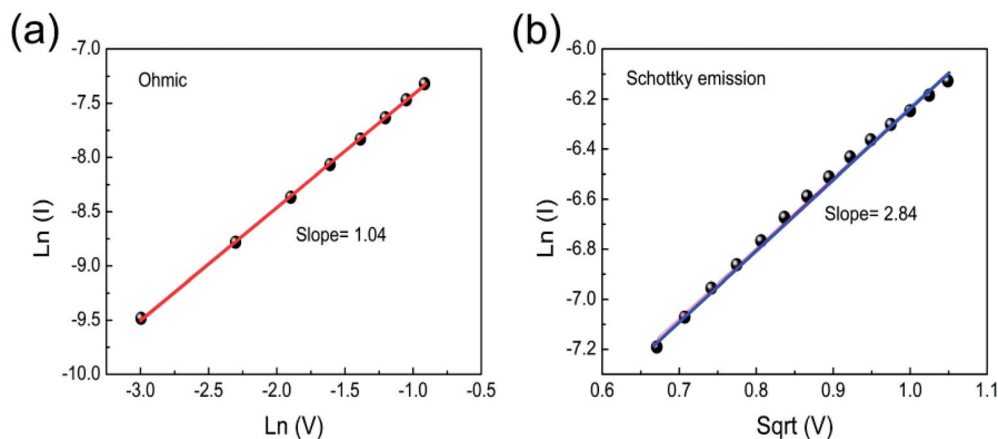 (a)
Ohmic
Slope= 1.04
Ln (I)
-7.0
-7.5
-8.0
-8.5
-9.0
-9.5
-10.0
-3.0 -2.5 -2.0 -1.5 -1.0 -0.5
Ln (V)
(b)
Schottky emission
Slope= 2.84
Ln (I)
-6.0
-6.2
-6.4
-6.6
-6.8
-7.0
-7.2
0.6 0.7 0.8 0.9 1.0 1.1
Sqrt (V)